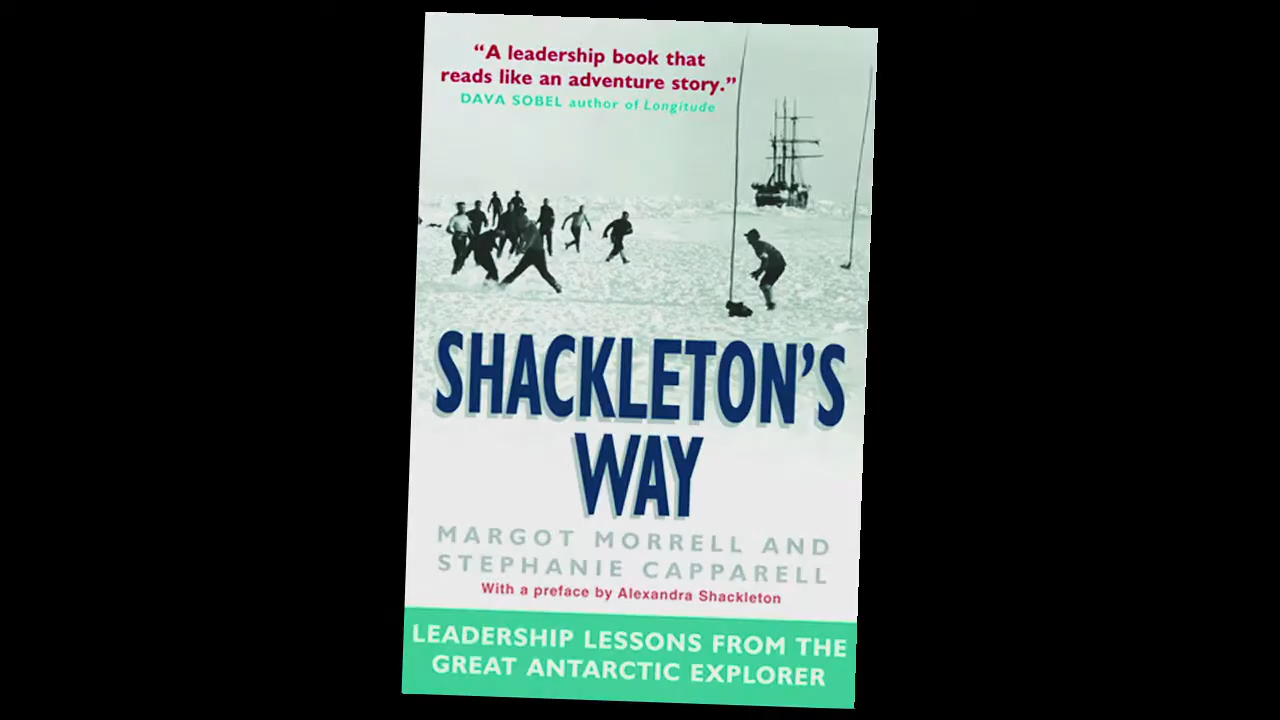 “A leadership book that
reads like an adventure story.”
DAVA SOBEL author of Longitude
SHACKLETON’S
WAY
MARGOT MORRELL AND
STEPHANIE CAPPARELL
With a preface by Alexandra Shackleton
LEADERSHIP LESSONS FROM THE
GREAT ANTARCTIC EXPLORER